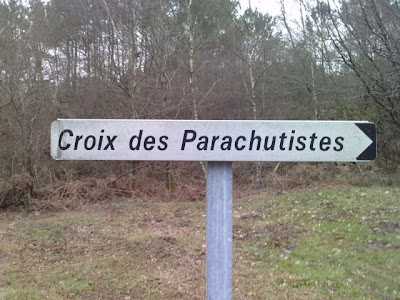 Croix des Parachutistes